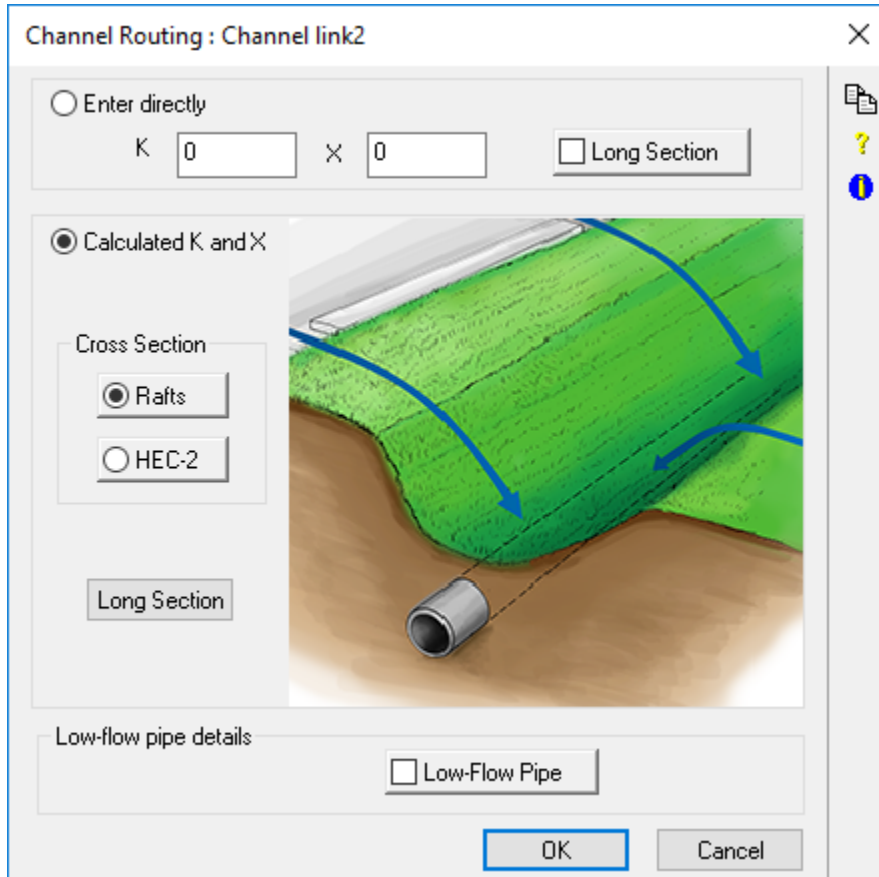 Channel Routing : Channel link2
Enter directly
K 0 X 0 Long Section
Calculated K and X
Cross Section
Rafts
HEC-2
Long Section
Low-flow pipe details
Low-Flow Pipe
OK Cancel